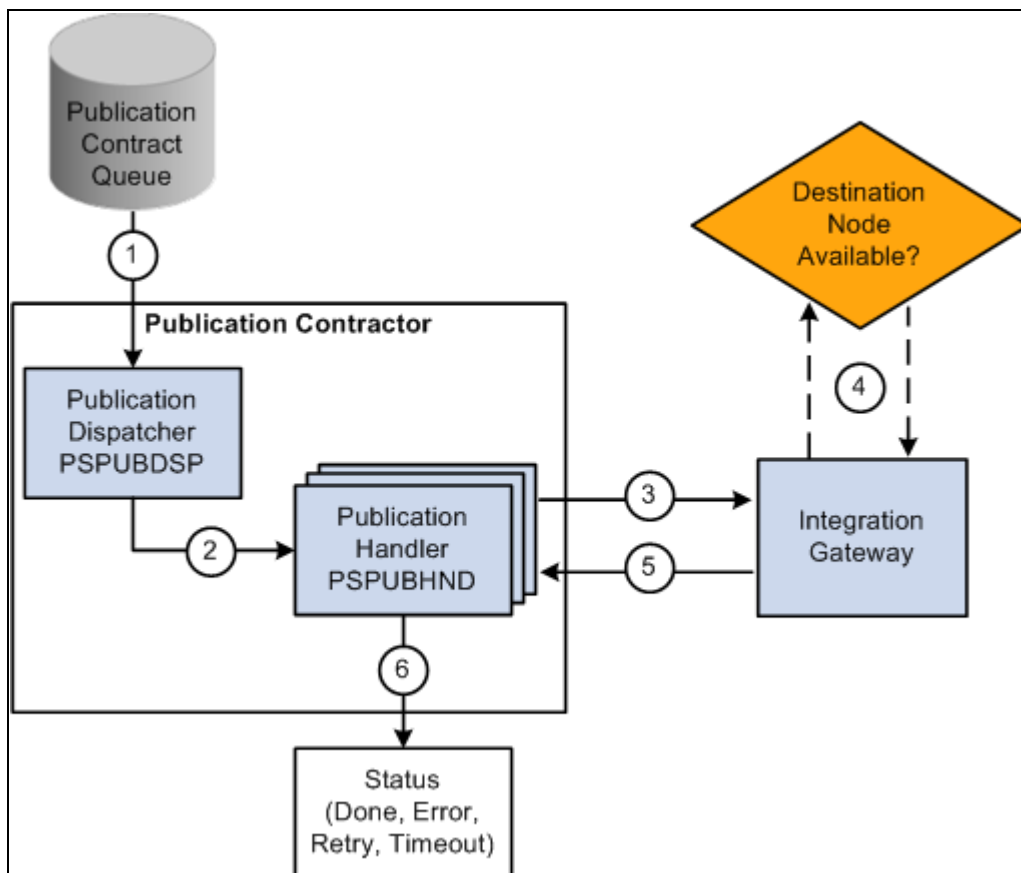 Publication
Contract
Queue
1
Destination
Node
Available?
Publication Contractor
Publication
Dispatcher
PSPUBDSP
4
2
Publication
Handler
PSPUBHND
3
5
Integration
Gateway
6
Status
(Done, Error,
Retry, Timeout)